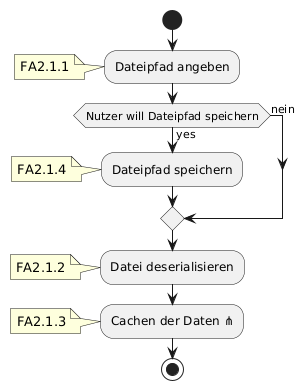 FA2.1.1
Dateipfad angeben
Nutzer will Dateipfad speichern
nein
yes
FA2.1.4
Dateipfad speichern
FA2.1.2
Datei deserialisieren
FA2.1.3
Cachen der Daten ⋔